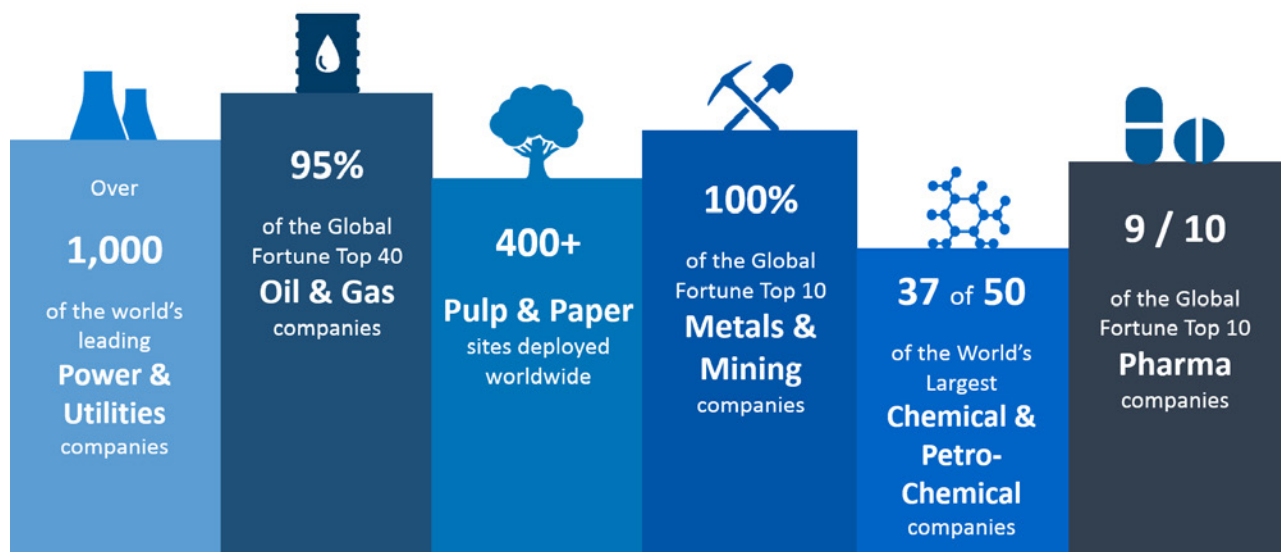 Over
1,000
of the world's
leading
Power &
Utilities
companies
95%
of the Global
Fortune Top 40
Oil & Gas
companies
400+
Pulp & Paper
sites deployed
worldwide
100%
of the Global
Fortune Top 10
Metals &
Mining
companies
37 of 50
of the World's
Largest
Chemical &
Petro-
Chemical
companies
9 / 10
of the Global
Fortune Top 10
Pharma
companies